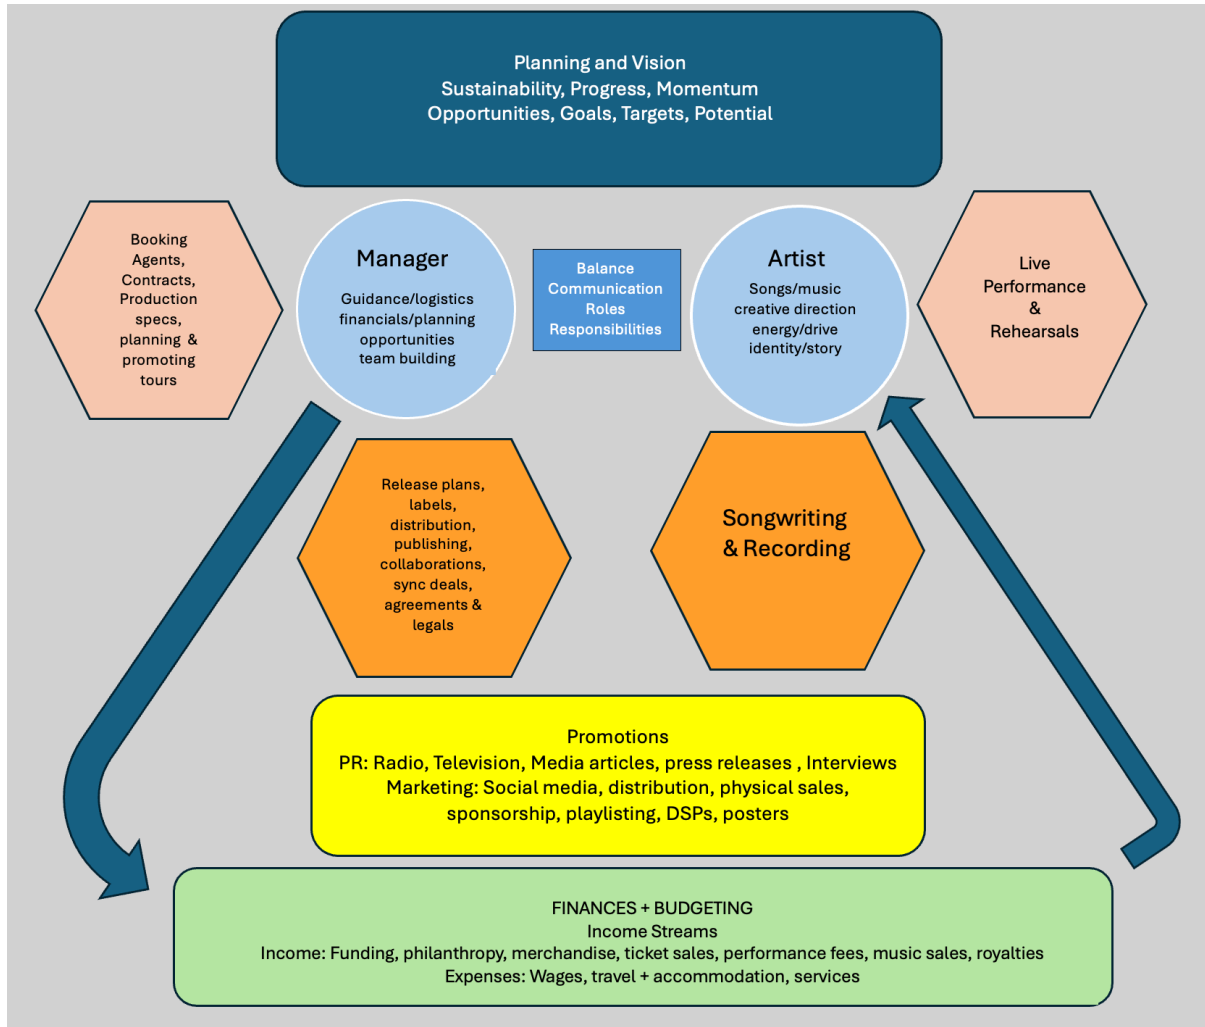 Planning and Vision
Sustainability, Progress, Momentum
Opportunities, Goals, Targets, Potential
Booking
Agents,
Contracts,
Production
specs,
planning &
promoting
tours
Manager
Guidance/logistics
financials/planning
opportunities
team building
Balance
Communication
Roles
Responsibilities
Artist
Songs/music
creative direction
energy/drive
identity/story
Live
Performance
&
Rehearsals
Release plans,
labels,
distribution,
publishing,
collaborations,
sync deals,
agreements &
legals
Songwriting
& Recording
Promotions
PR: Radio, Television, Media articles, press releases , Interviews
Marketing: Social media, distribution, physical sales,
sponsorship, playlisting, DSPs, posters
FINANCES + BUDGETING
Income Streams
Income: Funding, philanthropy, merchandise, ticket sales, performance fees, music sales, royalties
Expenses: Wages, travel + accommodation, services